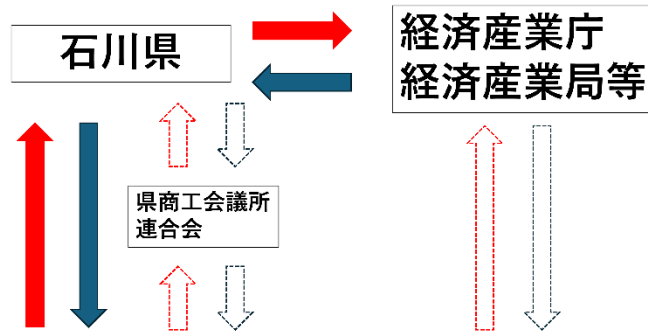 石川県
経済産業庁
経済産業局等
県商工会議所
連合会